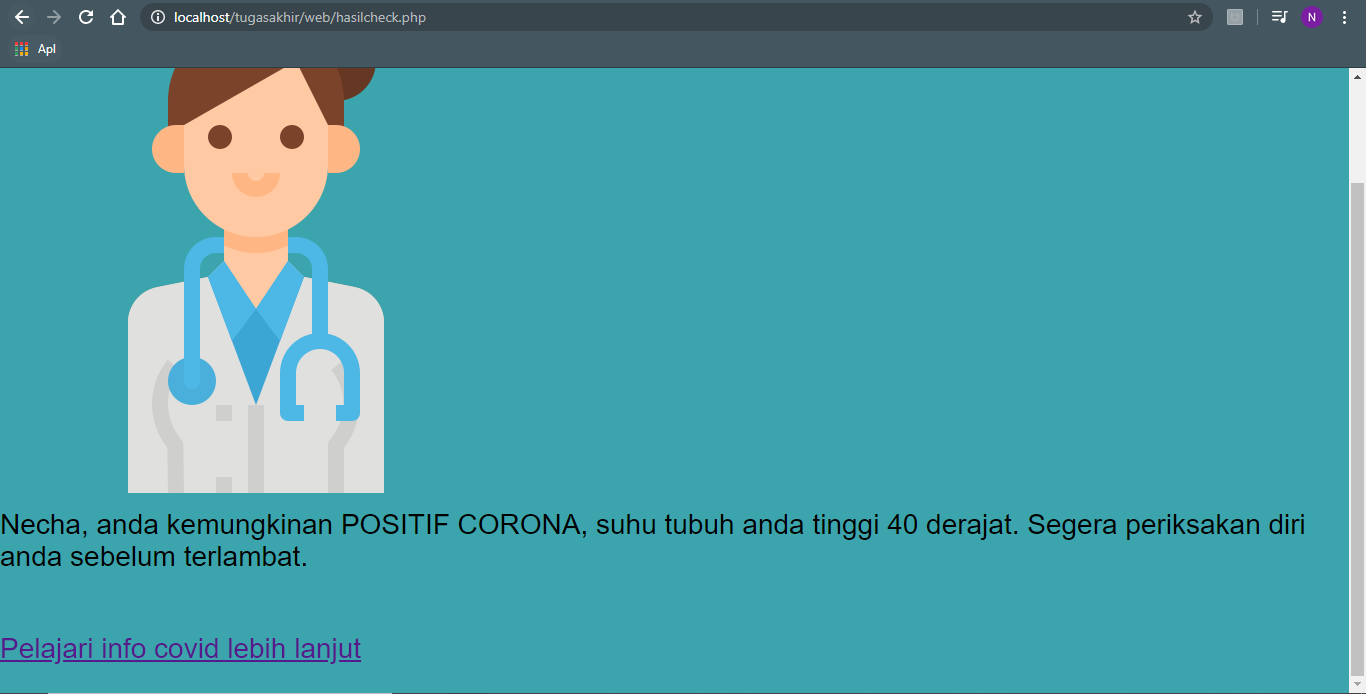 localhost/tugasakhir/web/hasilcheck.php
N
Apl
Necha, anda kemungkinan POSITIF CORONA, suhu tubuh anda tinggi 40 derajat. Segera periksakan diri
anda sebelum terlambat.
Pelajari info covid lebih lanjut